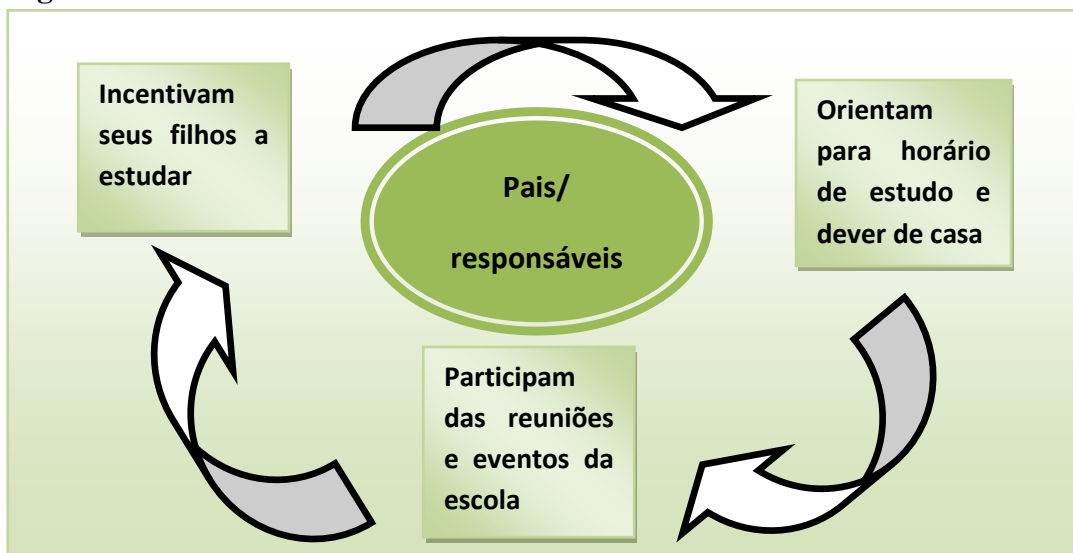 Incentivam
seus filhos a
estudar
Pais/
responsáveis
Orientam
para horário
de estudo e
dever de casa
Participam
das reuniões
e eventos da
escola